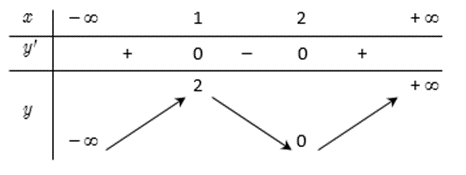 x −∞ 1 2 +∞
y′ + 0 − 0 +
2 +∞
y
−∞ 0